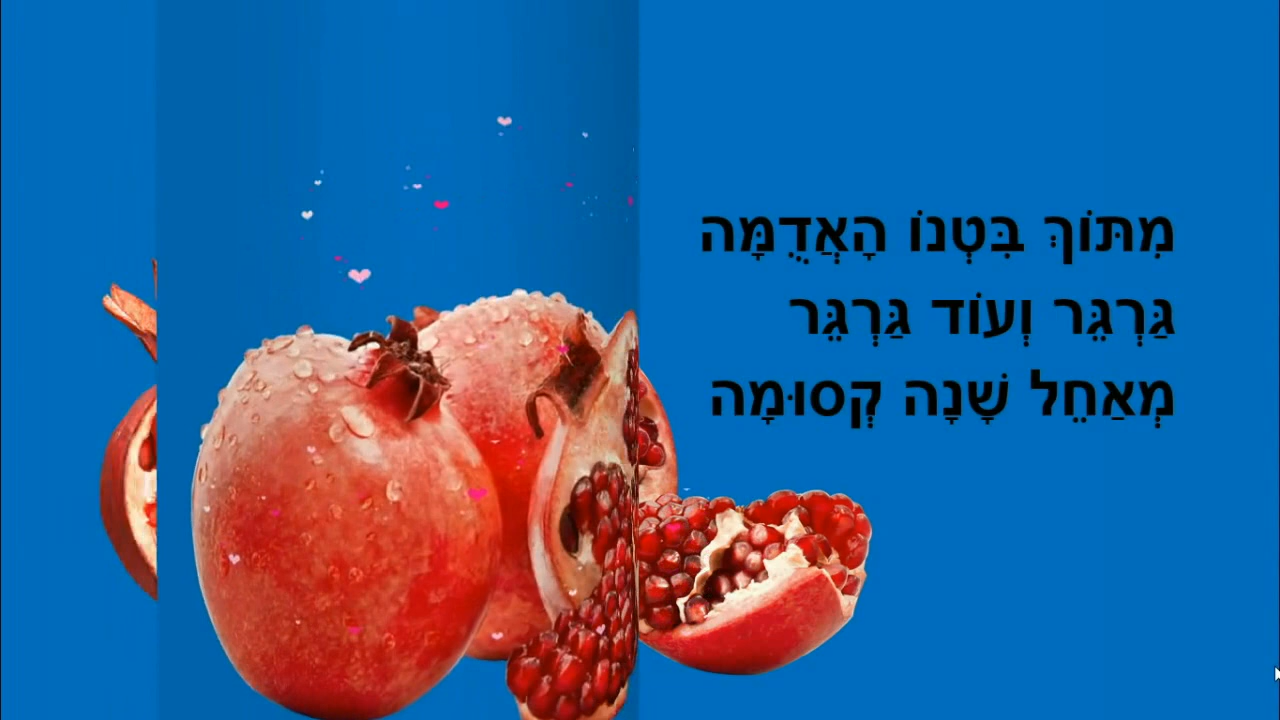 מִתּוֹךְ בִּטְנוֹ הָאֲדֻמָּה
גַּרְגֵּר וְעוֹד גַּרְגֵּר
מְאַחֵל שָׁנָה קְסוּמָה